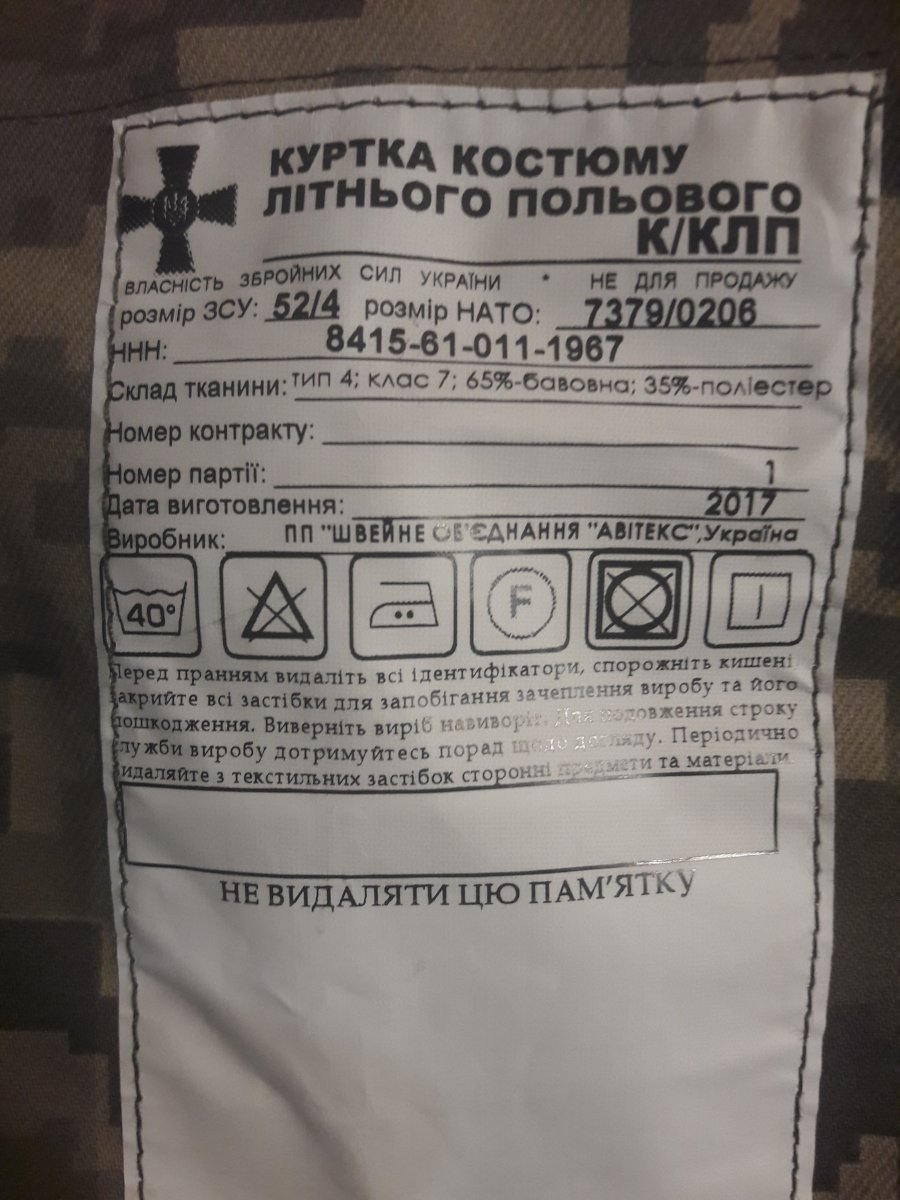 КУРТКА КОСТЮМУ
ЛІТНЬОГО ПОЛЬОВОГО
К/КЛП
ВЛАСНІСТЬ ЗБРОЙНИХ СИЛ УКРАЇНИ * НЕ ДЛЯ ПРОДАЖУ
розмір ЗСУ: 52/4 розмір НАТО: 7379/0206
ННН: 8415-61-011-1967
Склад тканини: тип 4; клас 7; 65%-бавовна; 35%-поліестер
Номер контракту:
Номер партії: 1
Дата виготовлення: 2017
Виробник: ПП "ШВЕЙНЕ ОБ'ЄДНАННЯ "АВІТЕКС", Україна
40° F
Перед пранням видаліть всі ідентифікатори, спорожніть кишені
закрийте всі застібки для запобігання зачеплення виробу та його
пошкодження. Виверніть виріб навиворіт. Для подовження строку
служби виробу дотримуйтесь порад щодо догляду. Періодично
видаляйте з текстильних застібок сторонні предмети та матеріали.
НЕ ВИДАЛЯТИ ЦЮ ПАМ'ЯТКУ